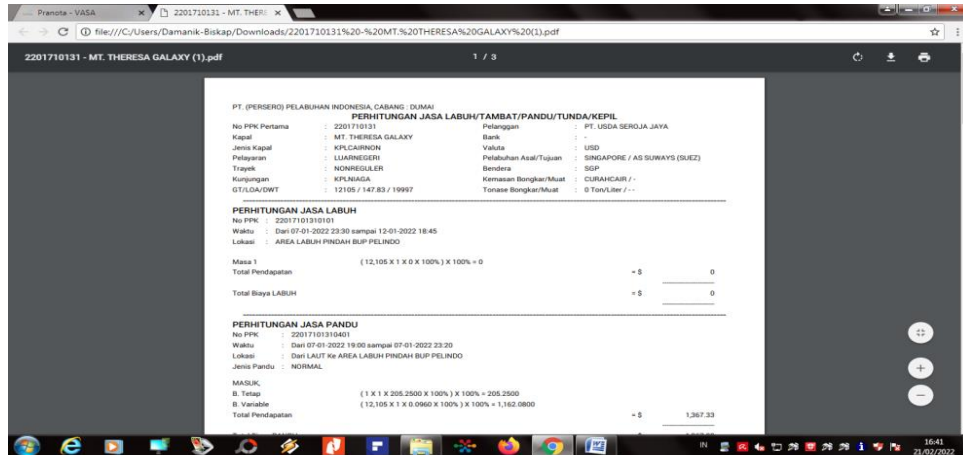 Pranota - VASA
2201710131 - MT. THERE
file:///C:/Users/Damanik-Biskap/Downloads/2201710131%20-%20MT.%20THERESA%20GALAXY%20(1).pdf
2201710131 - MT. THERESA GALAXY (1).pdf 1 / 3
PT. (PERSERO) PELABUHAN INDONESIA, CABANG : DUMAI
PERHITUNGAN JASA LABUH/TAMBAT/PANDU/TUNDA/KEPIL
No PPK Pertama : 2201710131 Pelanggan : PT. USDA SEROJA JAYA
Kapal : MT. THERESA GALAXY Bank : -
Jenis Kapal : KPLCAIRNON Valuta : USD
Pelayaran : LUARNEGERI Pelabuhan Asal/Tujuan : SINGAPORE / AS SUWAYS (SUEZ)
Trayek : NONREGULER Bendera : SGP
Kunjungan : KPLNIAGA Kemasan Bongkar/Muat : CURAHCAIR / -
GT/LOA/DWT : 12105 / 147.83 / 19997 Tonase Bongkar/Muat : 0 Ton/Liter / - -
PERHITUNGAN JASA LABUH
No PPK : 22017101310101
Waktu : Dari 07-01-2022 23:30 sampai 12-01-2022 18:45
Lokasi : AREA LABUH PINDAH BUP PELINDO
Masa 1 ( 12,105 X 1 X 0 X 100% ) X 100% = 0
Total Pendapatan = $ 0
Total Biaya LABUH = $ 0
PERHITUNGAN JASA PANDU
No PPK : 22017101310401
Waktu : Dari 07-01-2022 19:00 sampai 07-01-2022 23:20
Lokasi : Dari LAUT Ke AREA LABUH PINDAH BUP PELINDO
Jenis Pandu : NORMAL
MASUK,
B. Tetap ( 1 X 1 X 205.2500 X 100% ) X 100% = 205.2500
B. Variable ( 12,105 X 1 X 0.0960 X 100% ) X 100% = 1,162.0800
Total Pendapatan = $ 1,367.33
IN 16:41
21/02/2022